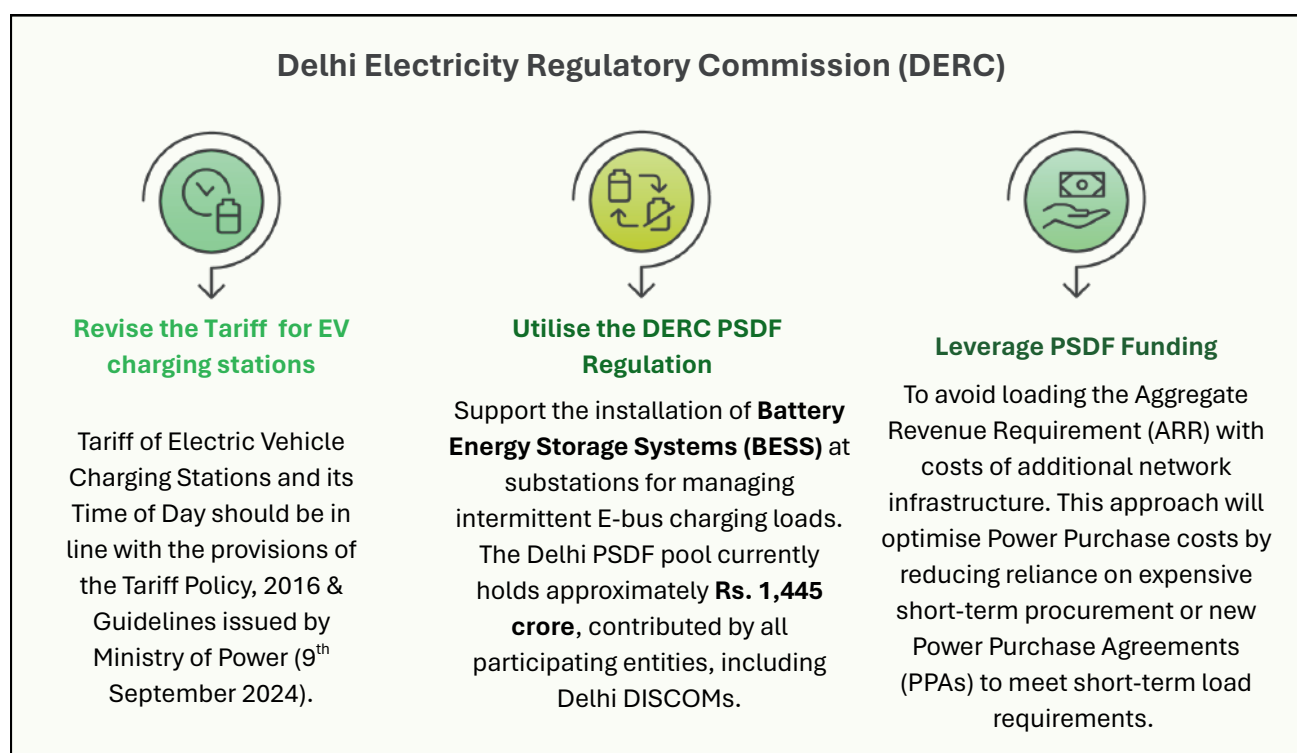 Delhi Electricity Regulatory Commission (DERC)
Revise the Tariff for EV
charging stations
Tariff of Electric Vehicle
Charging Stations and its
Time of Day should be in
line with the provisions of
the Tariff Policy, 2016 &
Guidelines issued by
Ministry of Power (9th
September 2024).
Utilise the DERC PSDF
Regulation
Support the installation of Battery
Energy Storage Systems (BESS) at
substations for managing
intermittent E-bus charging loads.
The Delhi PSDF pool currently
holds approximately Rs. 1,445
crore, contributed by all
participating entities, including
Delhi DISCOMs.
Leverage PSDF Funding
To avoid loading the Aggregate
Revenue Requirement (ARR) with
costs of additional network
infrastructure. This approach will
optimise Power Purchase costs by
reducing reliance on expensive
short-term procurement or new
Power Purchase Agreements
(PPAs) to meet short-term load
requirements.